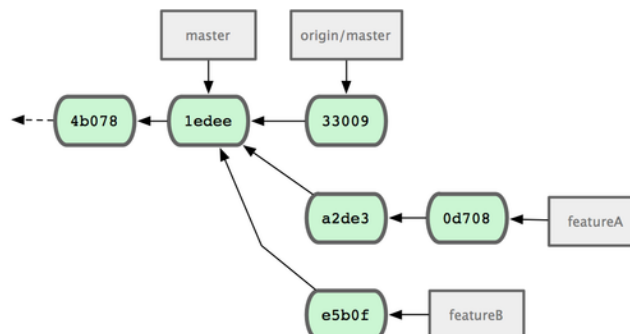 master
origin/master
4b078
1edee
33009
a2de3
0d708
featureA
e5b0f
featureB